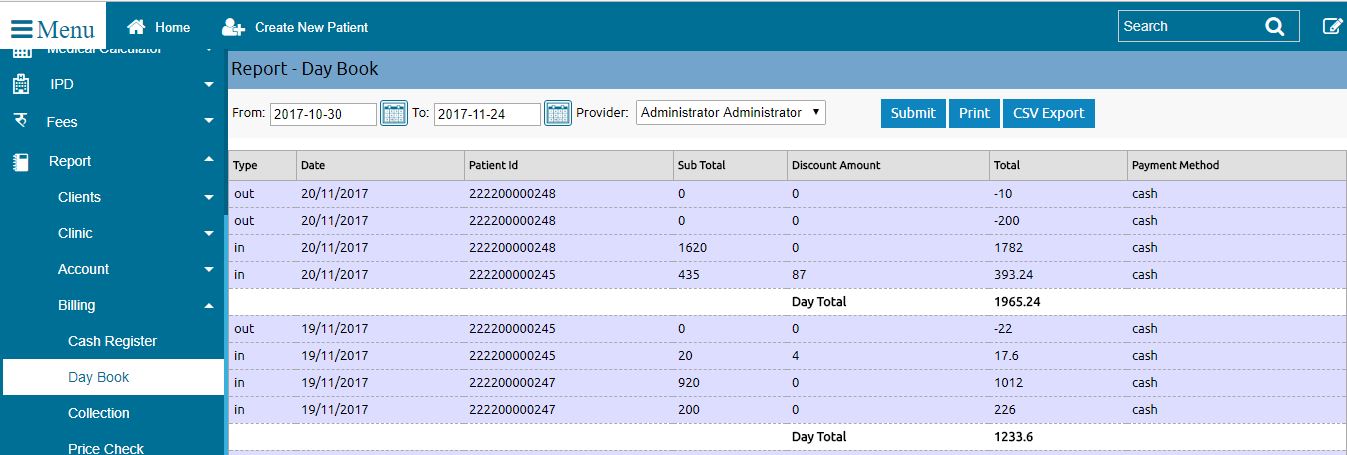 Menu Home Create New Patient Search
Medical Calculator
IPD
Fees
Report
Clients
Clinic
Account
Billing
Cash Register
Day Book
Collection
Price Check
Report - Day Book
From: 2017-10-30 To: 2017-11-24 Provider: Administrator Administrator Submit Print CSV Export
Type Date Patient Id Sub Total Discount Amount Total Payment Method
out 20/11/2017 222200000248 0 0 -10 cash
out 20/11/2017 222200000248 0 0 -200 cash
in 20/11/2017 222200000248 1620 0 1782 cash
in 20/11/2017 222200000245 435 87 393.24 cash
Day Total 1965.24
out 19/11/2017 222200000245 0 0 -22 cash
in 19/11/2017 222200000245 20 4 17.6 cash
in 19/11/2017 222200000247 920 0 1012 cash
in 19/11/2017 222200000247 200 0 226 cash
Day Total 1233.6